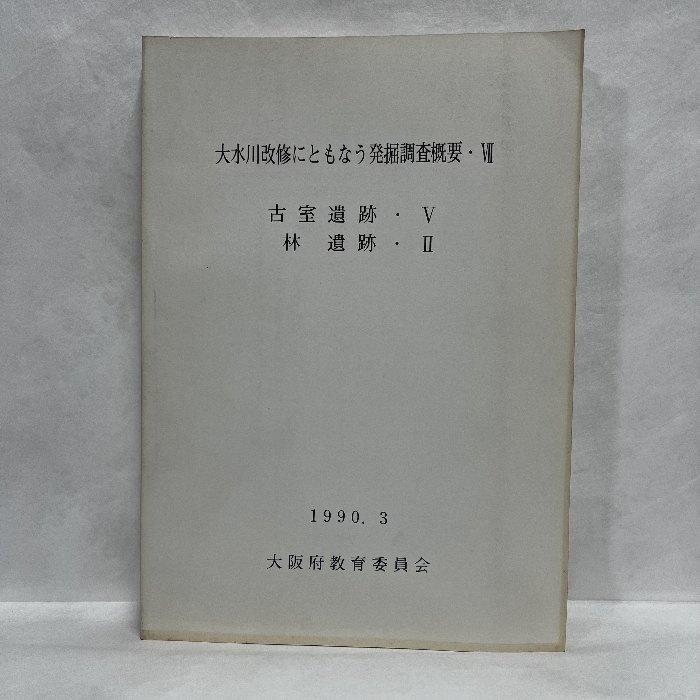 大水川改修にともなう発掘調査概要・Ⅶ
古室遺跡・Ⅴ
林遺跡・Ⅱ
1990.3
大阪府教育委員会